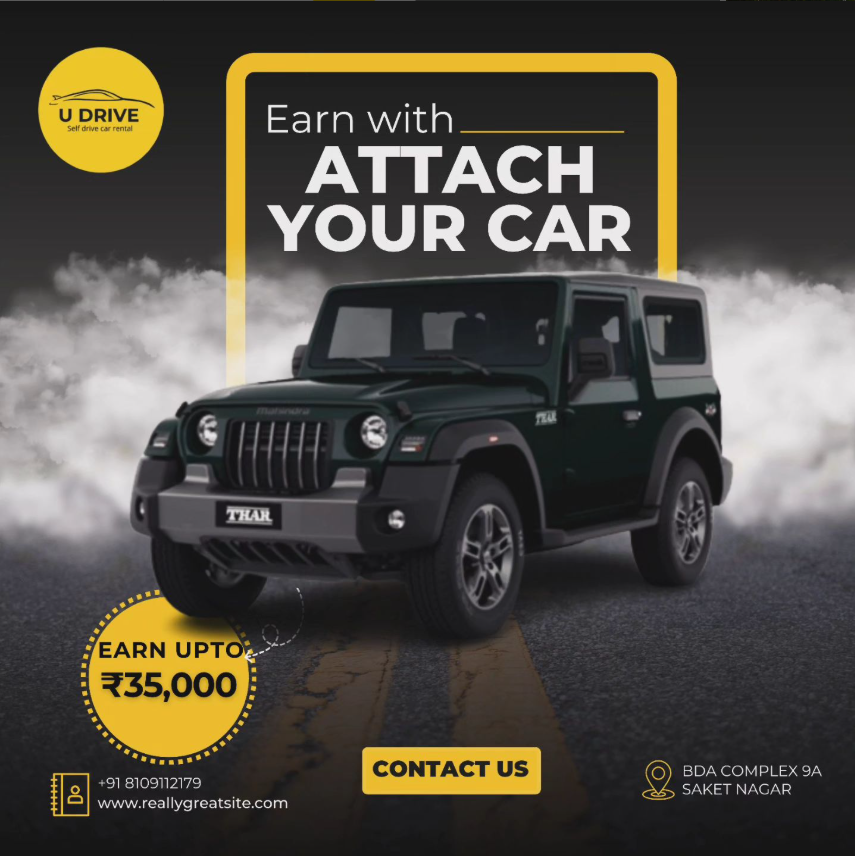 U DRIVE
Self drive car rental
Earn with
ATTACH
YOUR CAR
Mahindra
THAR
THAR
EARN UPTO
₹35,000
CONTACT US
+91 8109112179
www.reallygreatsite.com
BDA COMPLEX 9A
SAKET NAGAR